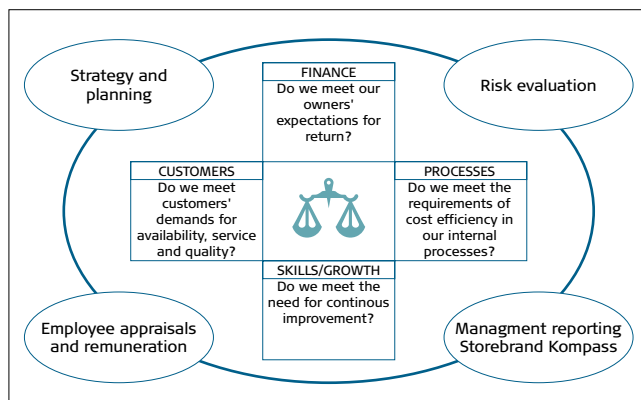 Strategy and
planning
Risk evaluation
FINANCE
Do we meet our
owners'
expectations for
return?
CUSTOMERS
Do we meet
customers'
demands for
availability, service
and quality?
PROCESSES
Do we meet the
requirements of
cost efficiency in
our internal
processes?
SKILLS/GROWTH
Do we meet the
need for continous
improvement?
Employee appraisals
and remuneration
Managment reporting
Storebrand Kompass